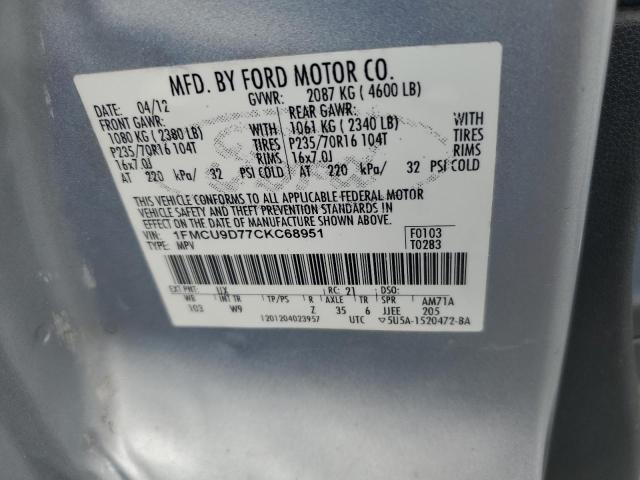 MFD. BY FORD MOTOR CO.
DATE: 04/12 GVWR: 2087 KG ( 4600 LB)
FRONT GAWR: REAR GAWR:
1080 KG ( 2380 LB) WITH 1061 KG ( 2340 LB) WITH
P235/70R16 104T TIRES P235/70R16 104T TIRES
16x7.0J RIMS 16x7.0J RIMS
AT 220 kPa/ 32 PSI COLD AT 220 kPa/ 32 PSI COLD
THIS VEHICLE CONFORMS TO ALL APPLICABLE FEDERAL MOTOR
VEHICLE SAFETY AND THEFT PREVENTION STANDARDS IN
EFFECT ON THE DATE OF MANUFACTURE SHOWN ABOVE.
VIN: 1FMCU9D77CKC68951 F0103
TYPE: MPV T0283
EXT PNT: UX RC: 21 DSO:
WB INT TR TP/PS R AXLE TR SPR AM71A
103 W9 Z 35 6 JJEE 205
1201204023957 UTC ▽5U5A-1520472-BA